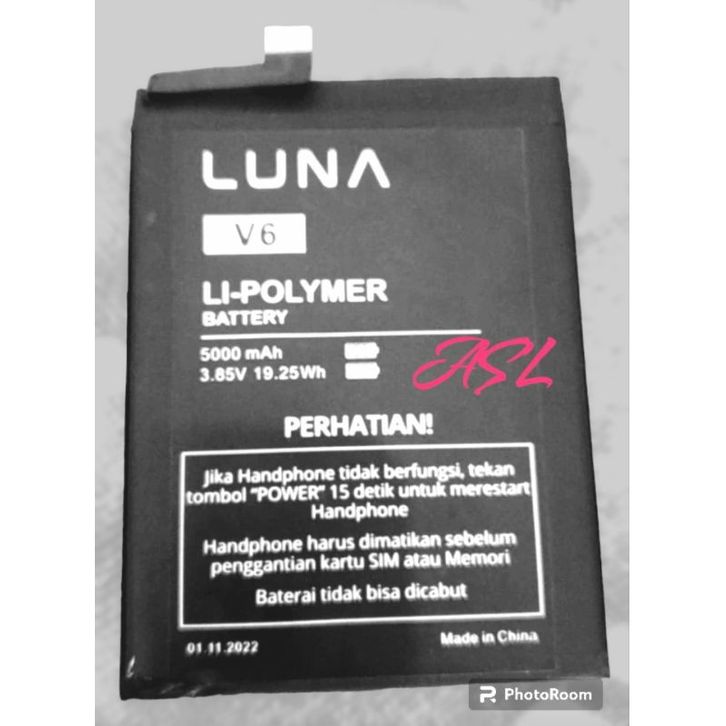 LUNA
V6
LI-POLYMER
BATTERY
5000 mAh
3.85V 19.25Wh
ASL
PERHATIAN!
Jika Handphone tidak berfungsi, tekan
tombol "POWER" 15 detik untuk merestart
Handphone
Handphone harus dimatikan sebelum
penggantian kartu SIM atau Memori
Baterai tidak bisa dicabut
01.11.2022
Made in China
PhotoRoom